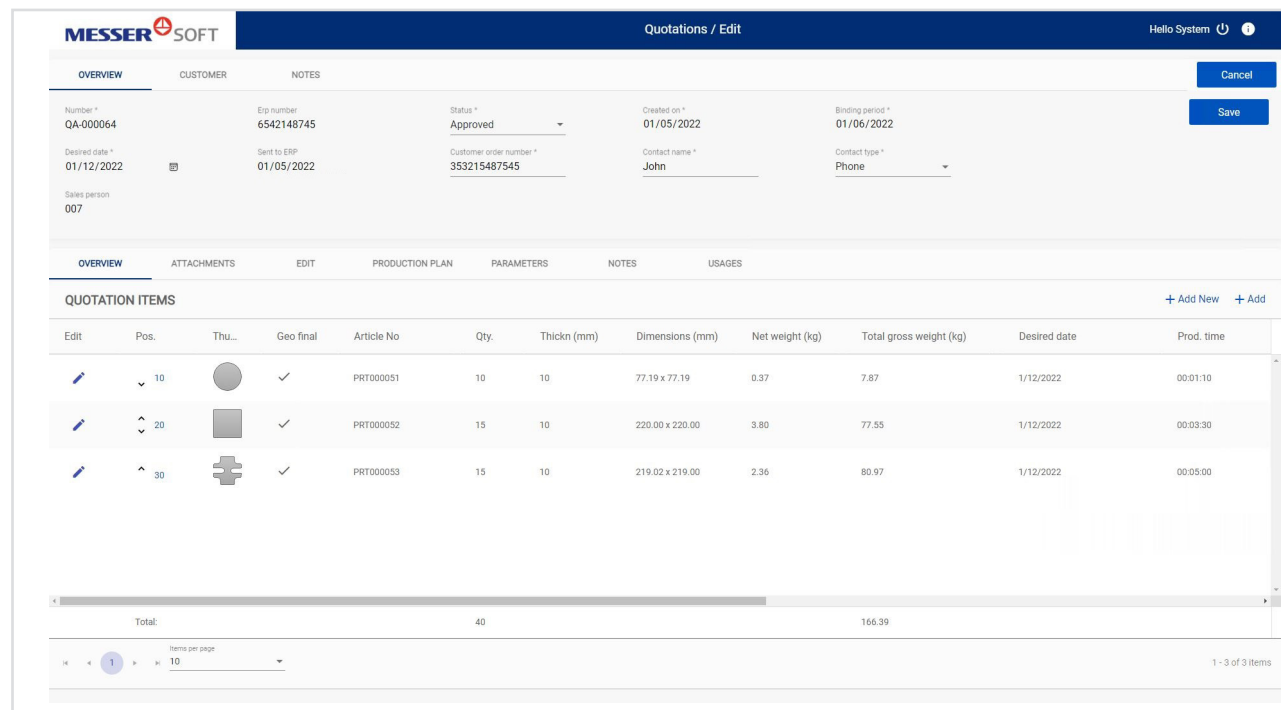 MESSER SOFT
Quotations / Edit
Hello System
OVERVIEW CUSTOMER NOTES
Cancel
Number * Erp number Status * Created on * Binding period *
QA-000064 6542148745 Approved 01/05/2022 01/06/2022
Save
Desired date * Sent to ERP Customer order number * Contact name * Contact type *
01/12/2022 01/05/2022 353215487545 John Phone
Sales person
007
OVERVIEW ATTACHMENTS EDIT PRODUCTION PLAN PARAMETERS NOTES USAGES
QUOTATION ITEMS + Add New + Add
Edit Pos. Thu... Geo final Article No Qty. Thickn (mm) Dimensions (mm) Net weight (kg) Total gross weight (kg) Desired date Prod. time
10 PRT000051 10 10 77.19 x 77.19 0.37 7.87 1/12/2022 00:01:10
20 PRT000052 15 10 220.00 x 220.00 3.80 77.55 1/12/2022 00:03:30
30 PRT000053 15 10 219.02 x 219.00 2.36 80.97 1/12/2022 00:05:00
Total: 40 166.39
Items per page
1 10
1 - 3 of 3 items